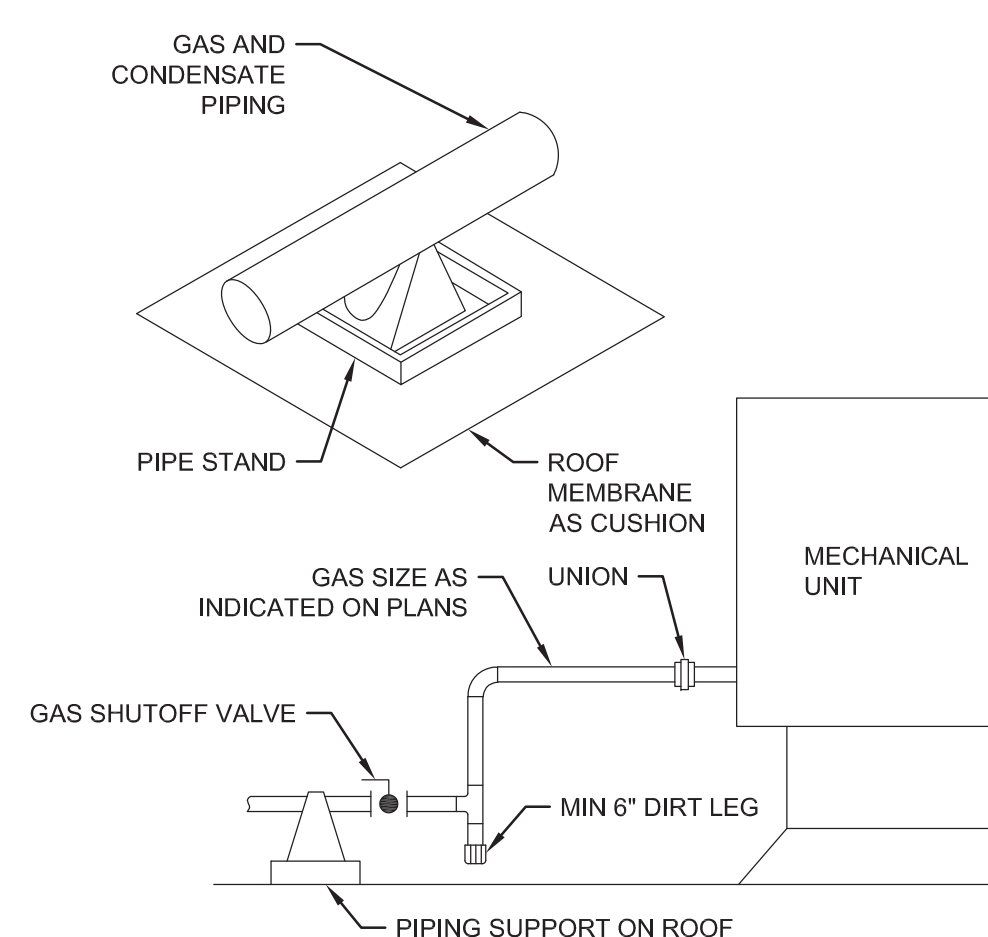 GAS AND
CONDENSATE
PIPING
PIPE STAND
ROOF
MEMBRANE
AS CUSHION
MECHANICAL
UNIT
GAS SIZE AS
INDICATED ON PLANS
UNION
GAS SHUTOFF VALVE
MIN 6" DIRT LEG
PIPING SUPPORT ON ROOF